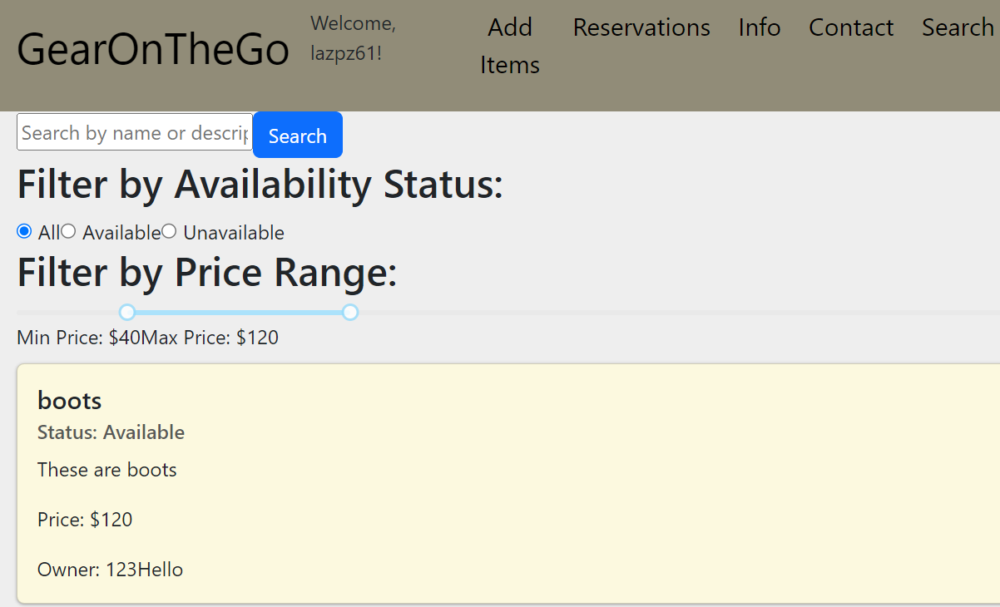 GearOnTheGo
Welcome,
lazpz61!
Add
Items
Reservations
Info
Contact
Search
Search by name or descrip
Search
Filter by Availability Status:
All Available Unavailable
Filter by Price Range:
Min Price: $40Max Price: $120
boots
Status: Available
These are boots
Price: $120
Owner: 123Hello